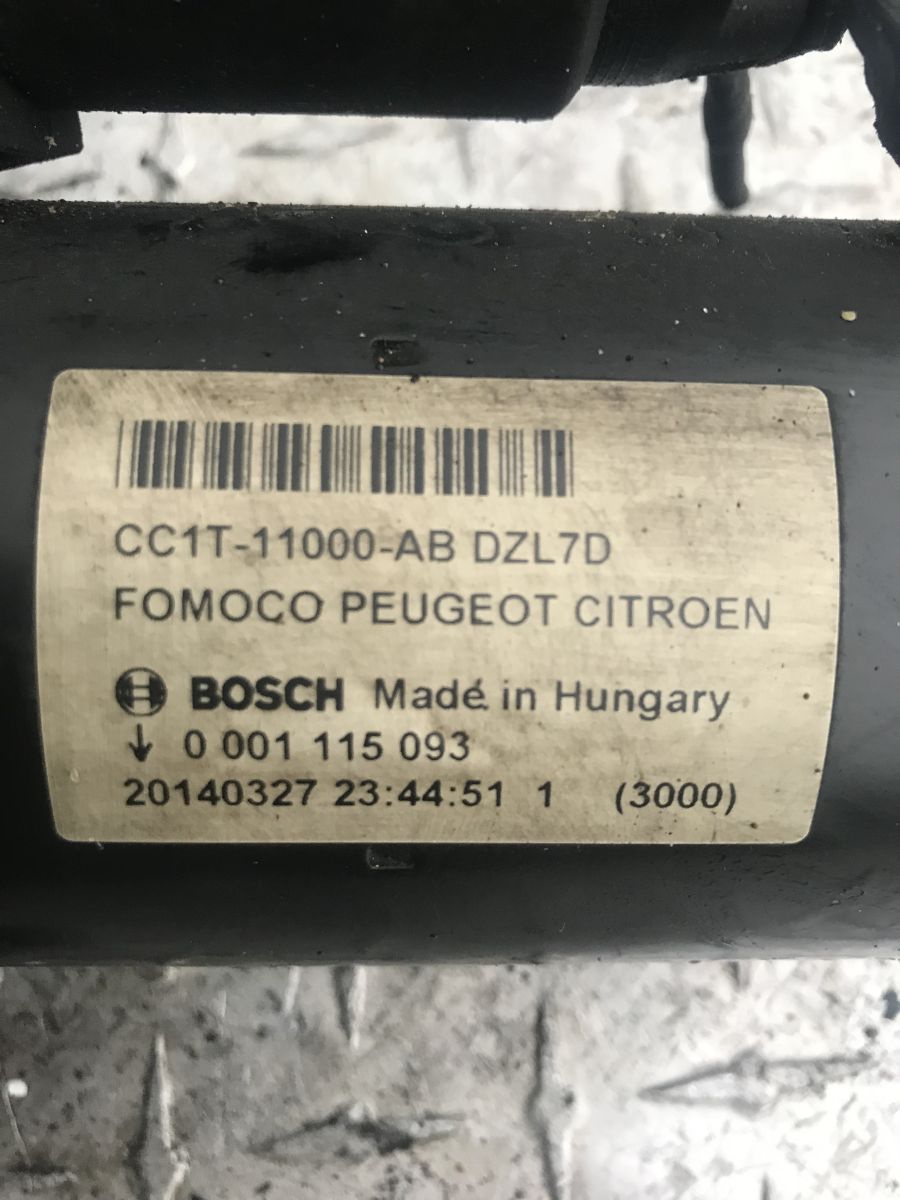 CC1T-11000-AB DZL7D
FOMOCO PEUGEOT CITROEN
BOSCH Made in Hungary
↓ 0 001 115 093
20140327 23:44:51 1 (3000)